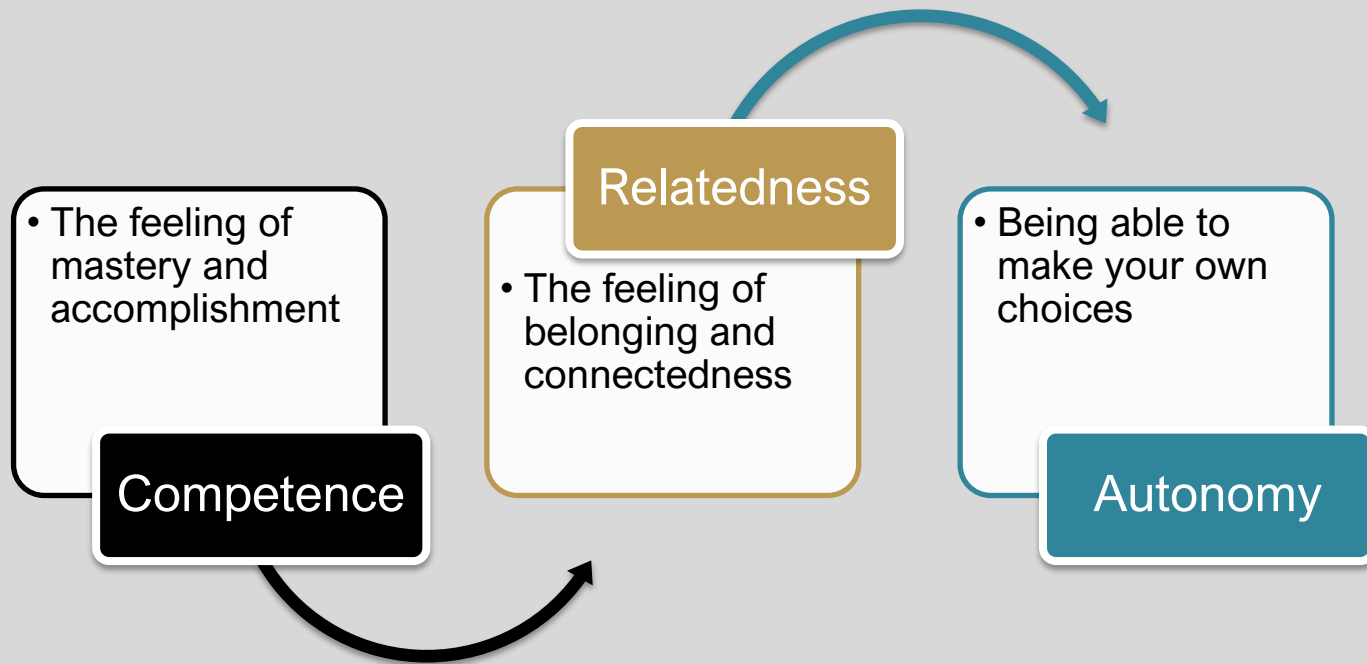 • The feeling of
mastery and
accomplishment
Competence
Relatedness
• The feeling of
belonging and
connectedness
• Being able to
make your own
choices
Autonomy